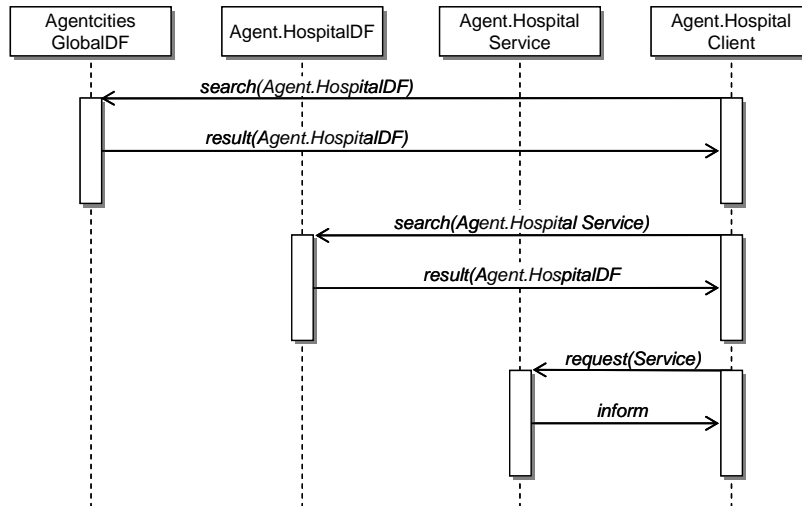 Agentcities
GlobalDF
Agent.HospitalDF
Agent.Hospital
Service
Agent.Hospital
Client
search(Agent.HospitalDF)
result(Agent.HospitalDF)
search(Agent.Hospital Service)
result(Agent.HospitalDF
request(Service)
inform